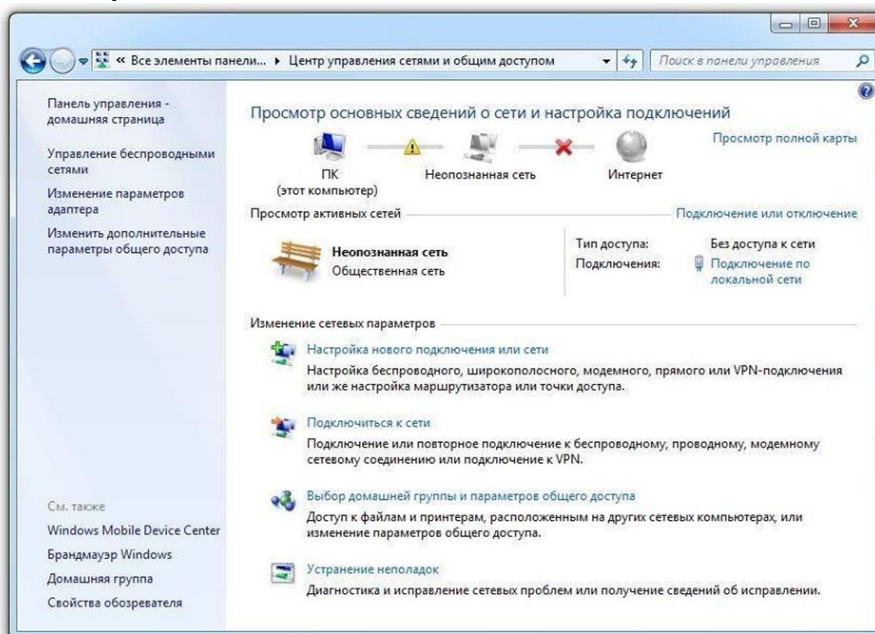 « Все элементы панели... ▸ Центр управления сетями и общим доступом
Поиск в панели управления
Панель управления -
домашняя страница
Управление беспроводными
сетями
Изменение параметров
адаптера
Изменить дополнительные
параметры общего доступа
См. также
Windows Mobile Device Center
Брандмауэр Windows
Домашняя группа
Свойства обозревателя
Просмотр основных сведений о сети и настройка подключений
Просмотр полной карты
ПК
(этот компьютер)
Неопознанная сеть
Интернет
Просмотр активных сетей
Подключение или отключение
Неопознанная сеть
Общественная сеть
Тип доступа: Без доступа к сети
Подключения: Подключение по
локальной сети
Изменение сетевых параметров
Настройка нового подключения или сети
Настройка беспроводного, широкополосного, модемного, прямого или VPN-подключения
или же настройка маршрутизатора или точки доступа.
Подключиться к сети
Подключение или повторное подключение к беспроводному, проводному, модемному
сетевому соединению или подключение к VPN.
Выбор домашней группы и параметров общего доступа
Доступ к файлам и принтерам, расположенным на других сетевых компьютерах, или
изменение параметров общего доступа.
Устранение неполадок
Диагностика и исправление сетевых проблем или получение сведений об исправлении.